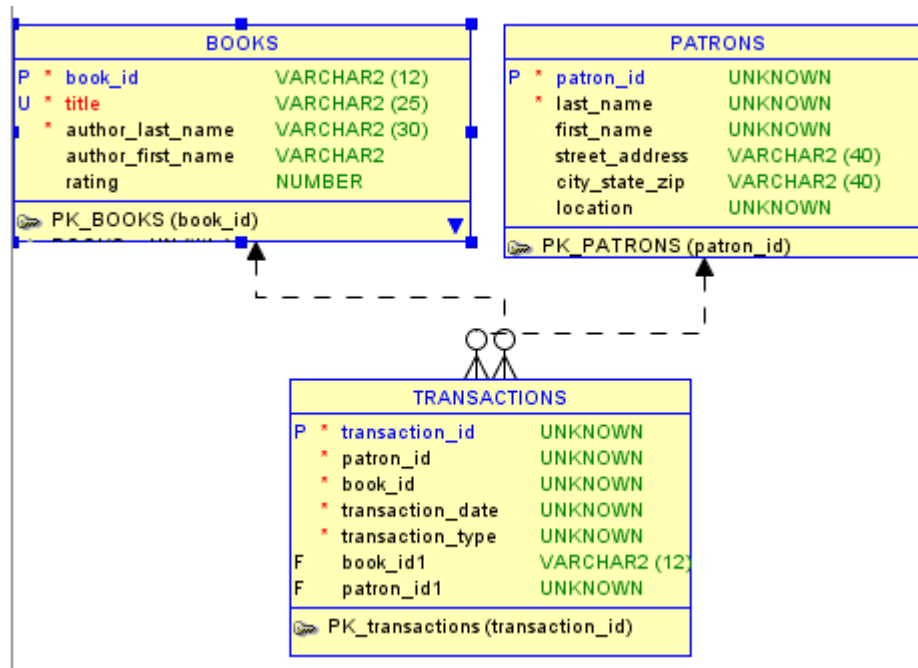 BOOKS
P * book_id VARCHAR2 (12)
U * title VARCHAR2 (25)
* author_last_name VARCHAR2 (30)
author_first_name VARCHAR2
rating NUMBER
PK_BOOKS (book_id)
PATRONS
P * patron_id UNKNOWN
* last_name UNKNOWN
first_name UNKNOWN
street_address VARCHAR2 (40)
city_state_zip VARCHAR2 (40)
location UNKNOWN
PK_PATRONS (patron_id)
TRANSACTIONS
P * transaction_id UNKNOWN
* patron_id UNKNOWN
* book_id UNKNOWN
* transaction_date UNKNOWN
* transaction_type UNKNOWN
F book_id1 VARCHAR2 (12)
F patron_id1 UNKNOWN
PK_transactions (transaction_id)